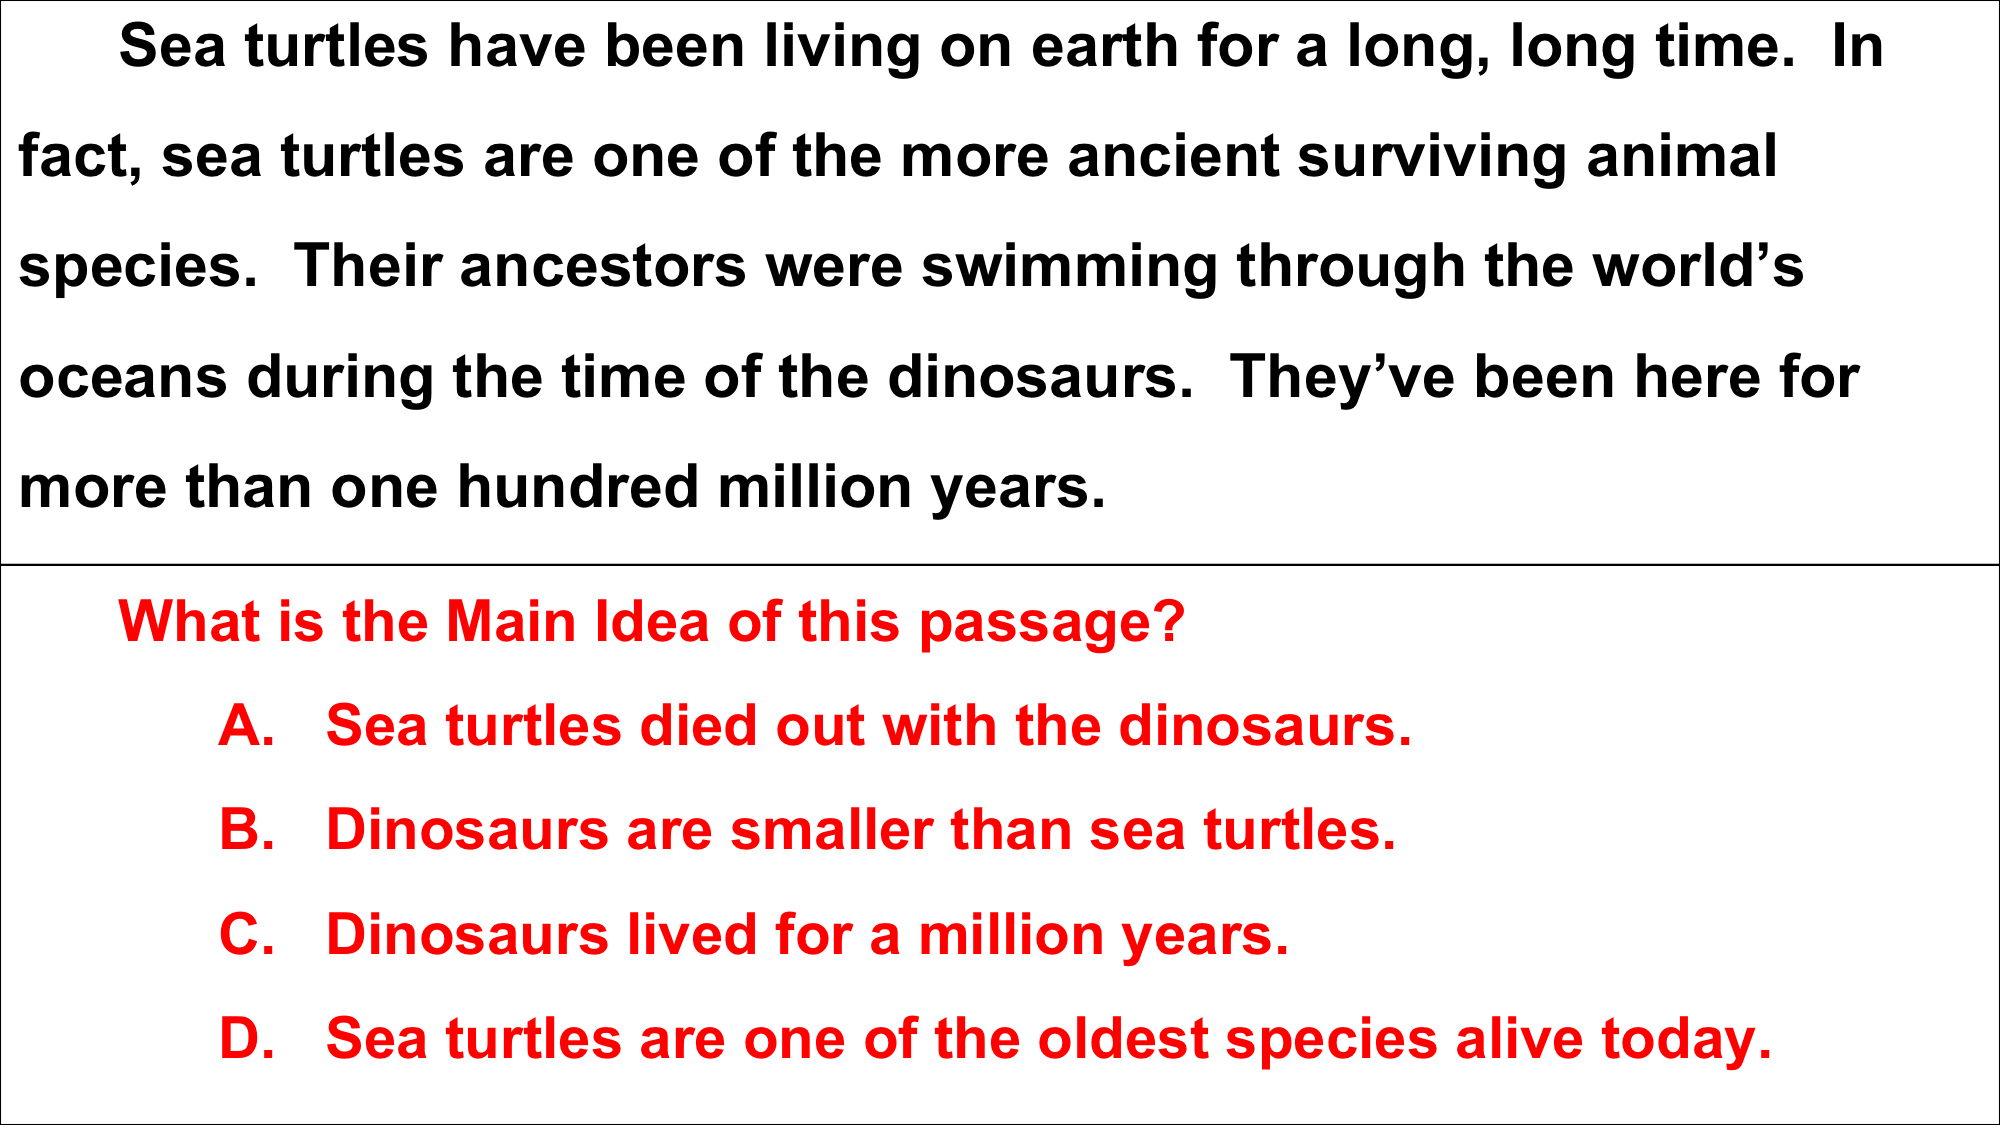 Sea turtles have been living on earth for a long, long time.  In
fact, sea turtles are one of the more ancient surviving animal
species.  Their ancestors were swimming through the world’s
oceans during the time of the dinosaurs.  They’ve been here for
more than one hundred million years.
What is the Main Idea of this passage?
A. Sea turtles died out with the dinosaurs.
B. Dinosaurs are smaller than sea turtles.
C. Dinosaurs lived for a million years.
D. Sea turtles are one of the oldest species alive today.